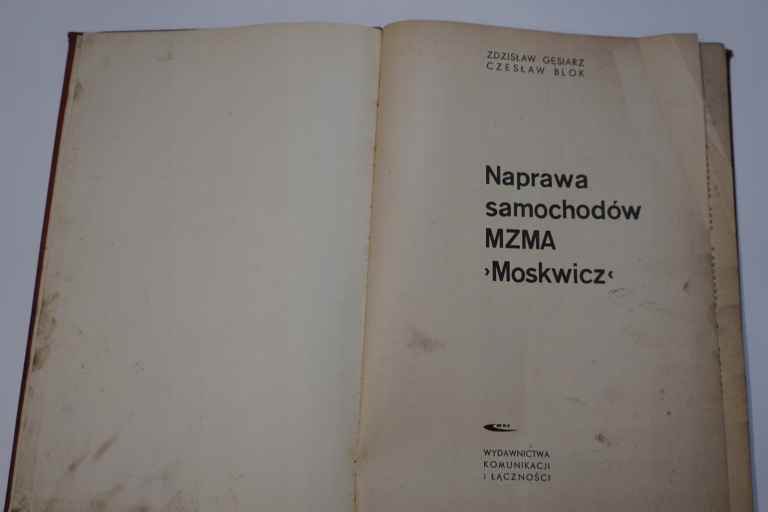 ZDZISŁAW GĘSIARZ
CZESŁAW BLOK
Naprawa
samochodów
MZMA
›Moskwicz‹
WYDAWNICTWA
KOMUNIKACJI
i ŁĄCZNOŚCI